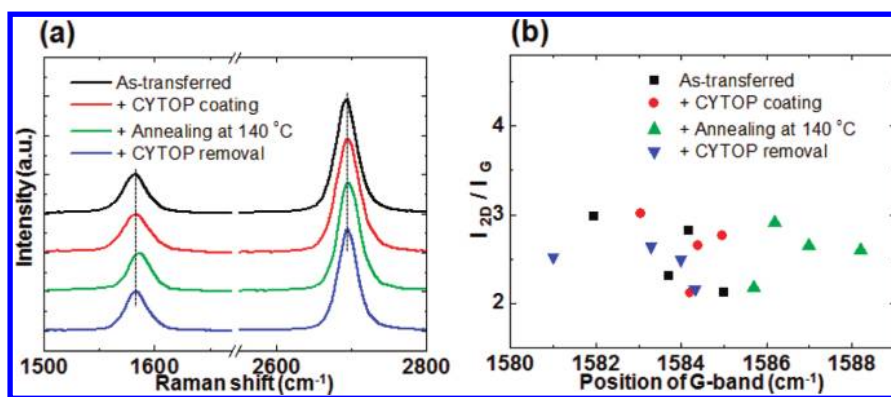 (a)
As-transferred
+ CYTOP coating
+ Annealing at 140 °C
+ CYTOP removal
Intensity (a.u.)
1500 1600 2600 2800
Raman shift (cm⁻¹)
(b)
As-transferred
+ CYTOP coating
+ Annealing at 140 °C
+ CYTOP removal
I2D / IG
4
3
2
1580 1582 1584 1586 1588
Position of G-band (cm⁻¹)